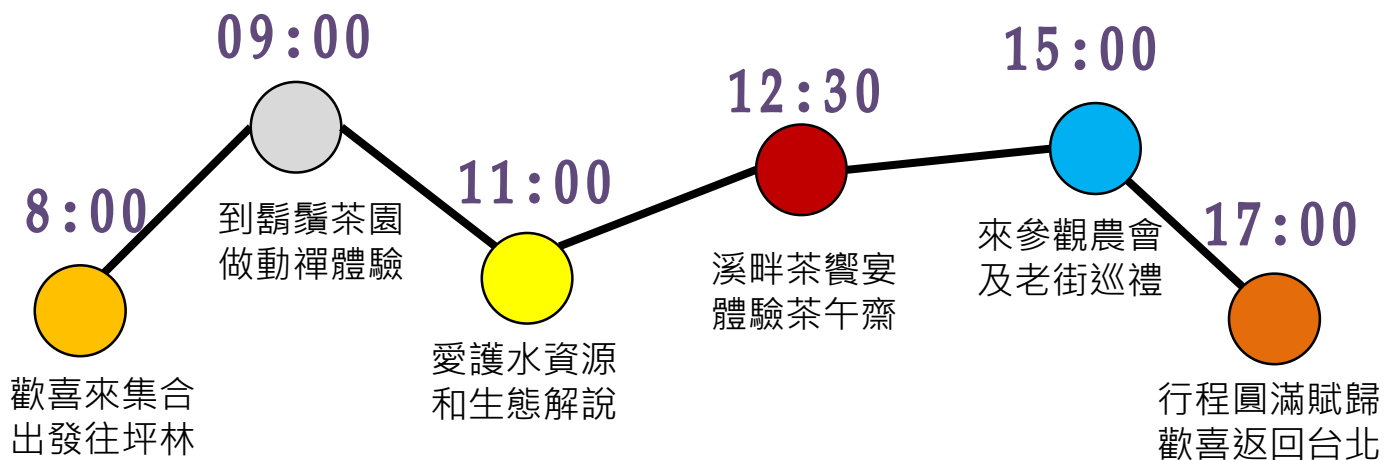 8:00
歡喜來集合
出發往坪林
09:00
到鬍鬚茶園
做動禪體驗
11:00
愛護水資源
和生態解說
12:30
溪畔茶饗宴
體驗茶午齋
15:00
來參觀農會
及老街巡禮
17:00
行程圓滿賦歸
歡喜返回台北